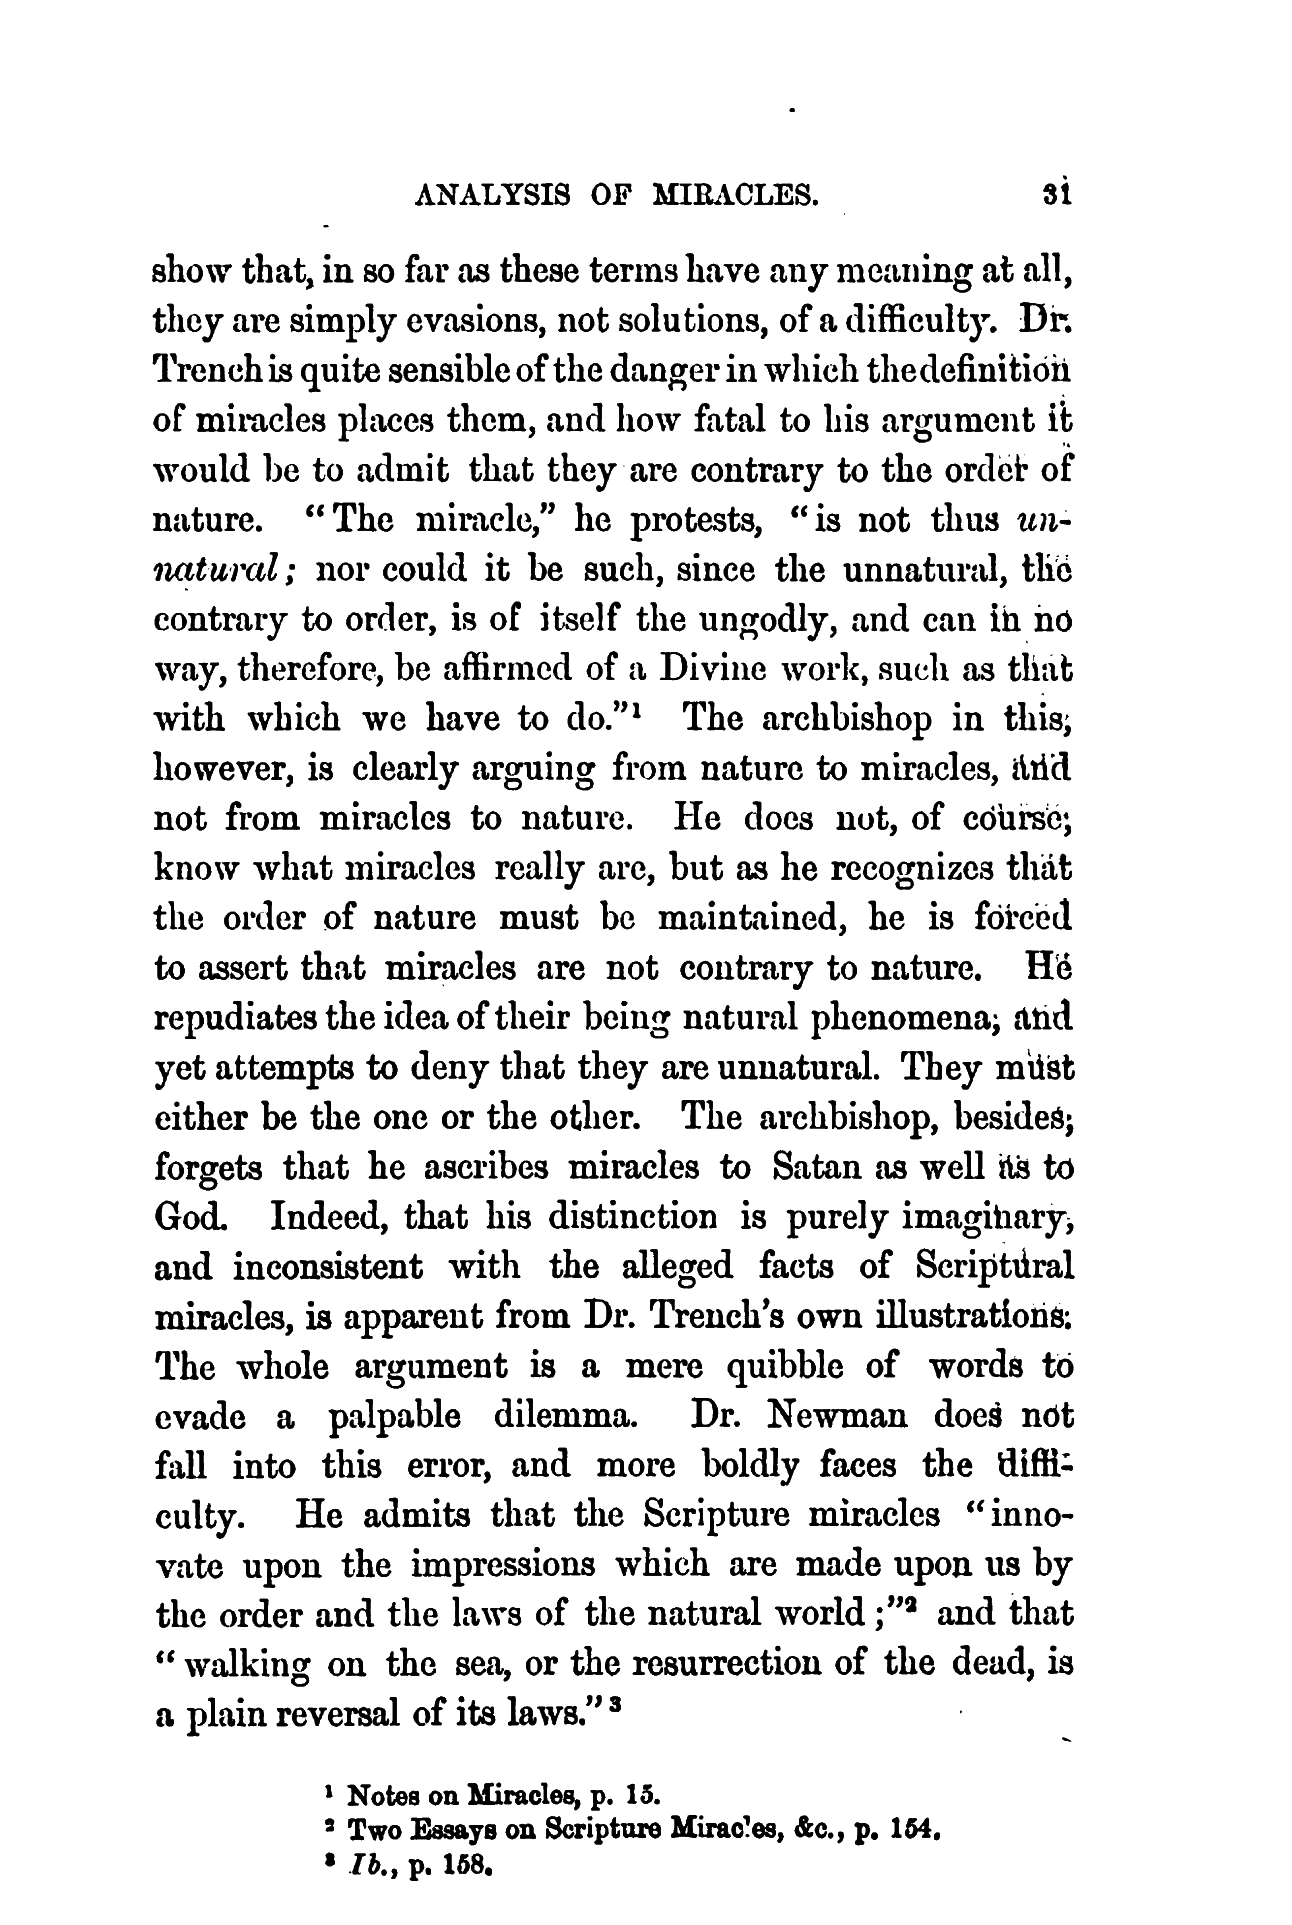 ANALYSIS OF MIRACLES. 31
show that, in so far as these terms have any meaning at all,
they are simply evasions, not solutions, of a difficulty. Dr.
Trench is quite sensible of the danger in which the definition
of miracles places them, and how fatal to his argument it
would be to admit that they are contrary to the order of
nature. “The miracle,” he protests, “is not thus un-
natural; nor could it be such, since the unnatural, the
contrary to order, is of itself the ungodly, and can in no
way, therefore, be affirmed of a Divine work, such as that
with which we have to do.”¹ The archbishop in this,
however, is clearly arguing from nature to miracles, and
not from miracles to nature. He does not, of course,
know what miracles really are, but as he recognizes that
the order of nature must be maintained, he is forced
to assert that miracles are not contrary to nature. He
repudiates the idea of their being natural phenomena, and
yet attempts to deny that they are unnatural. They must
either be the one or the other. The archbishop, besides,
forgets that he ascribes miracles to Satan as well as to
God. Indeed, that his distinction is purely imaginary,
and inconsistent with the alleged facts of Scriptural
miracles, is apparent from Dr. Trench’s own illustrations.
The whole argument is a mere quibble of words to
evade a palpable dilemma. Dr. Newman does not
fall into this error, and more boldly faces the diffi-
culty. He admits that the Scripture miracles “inno-
vate upon the impressions which are made upon us by
the order and the laws of the natural world;”² and that
“walking on the sea, or the resurrection of the dead, is
a plain reversal of its laws.”³
¹ Notes on Miracles, p. 15.
² Two Essays on Scripture Miracles, &c., p. 154.
³ Ib., p. 158.